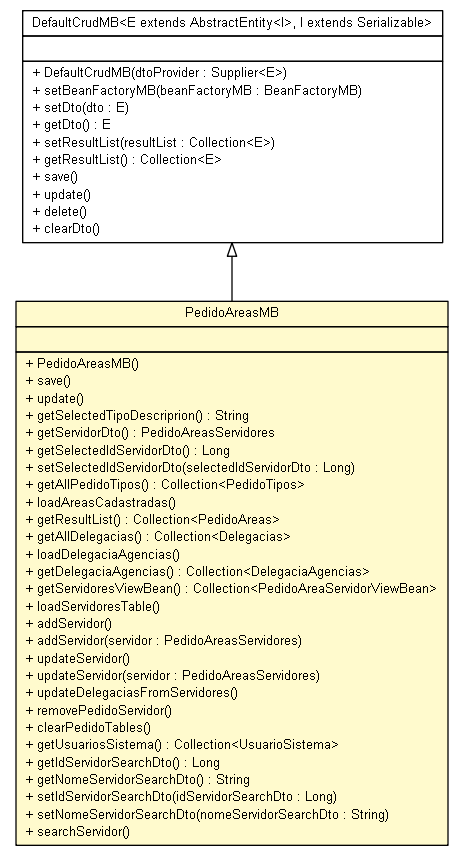 DefaultCrudMB<E extends AbstractEntity<I>, I extends Serializable>
+ DefaultCrudMB(dtoProvider : Supplier<E>)
+ setBeanFactoryMB(beanFactoryMB : BeanFactoryMB)
+ setDto(dto : E)
+ getDto() : E
+ setResultList(resultList : Collection<E>)
+ getResultList() : Collection<E>
+ save()
+ update()
+ delete()
+ clearDto()
PedidoAreasMB
+ PedidoAreasMB()
+ save()
+ update()
+ getSelectedTipoDescriprion() : String
+ getServidorDto() : PedidoAreasServidores
+ getSelectedIdServidorDto() : Long
+ setSelectedIdServidorDto(selectedIdServidorDto : Long)
+ getAllPedidoTipos() : Collection<PedidoTipos>
+ loadAreasCadastradas()
+ getResultList() : Collection<PedidoAreas>
+ getAllDelegacias() : Collection<Delegacias>
+ loadDelegaciaAgencias()
+ getDelegaciaAgencias() : Collection<DelegaciaAgencias>
+ getServidoresViewBean() : Collection<PedidoAreaServidorViewBean>
+ loadServidoresTable()
+ addServidor()
+ addServidor(servidor : PedidoAreasServidores)
+ updateServidor()
+ updateServidor(servidor : PedidoAreasServidores)
+ updateDelegaciasFromServidores()
+ removePedidoServidor()
+ clearPedidoTables()
+ getUsuariosSistema() : Collection<UsuarioSistema>
+ getIdServidorSearchDto() : Long
+ getNomeServidorSearchDto() : String
+ setIdServidorSearchDto(idServidorSearchDto : Long)
+ setNomeServidorSearchDto(nomeServidorSearchDto : String)
+ searchServidor()